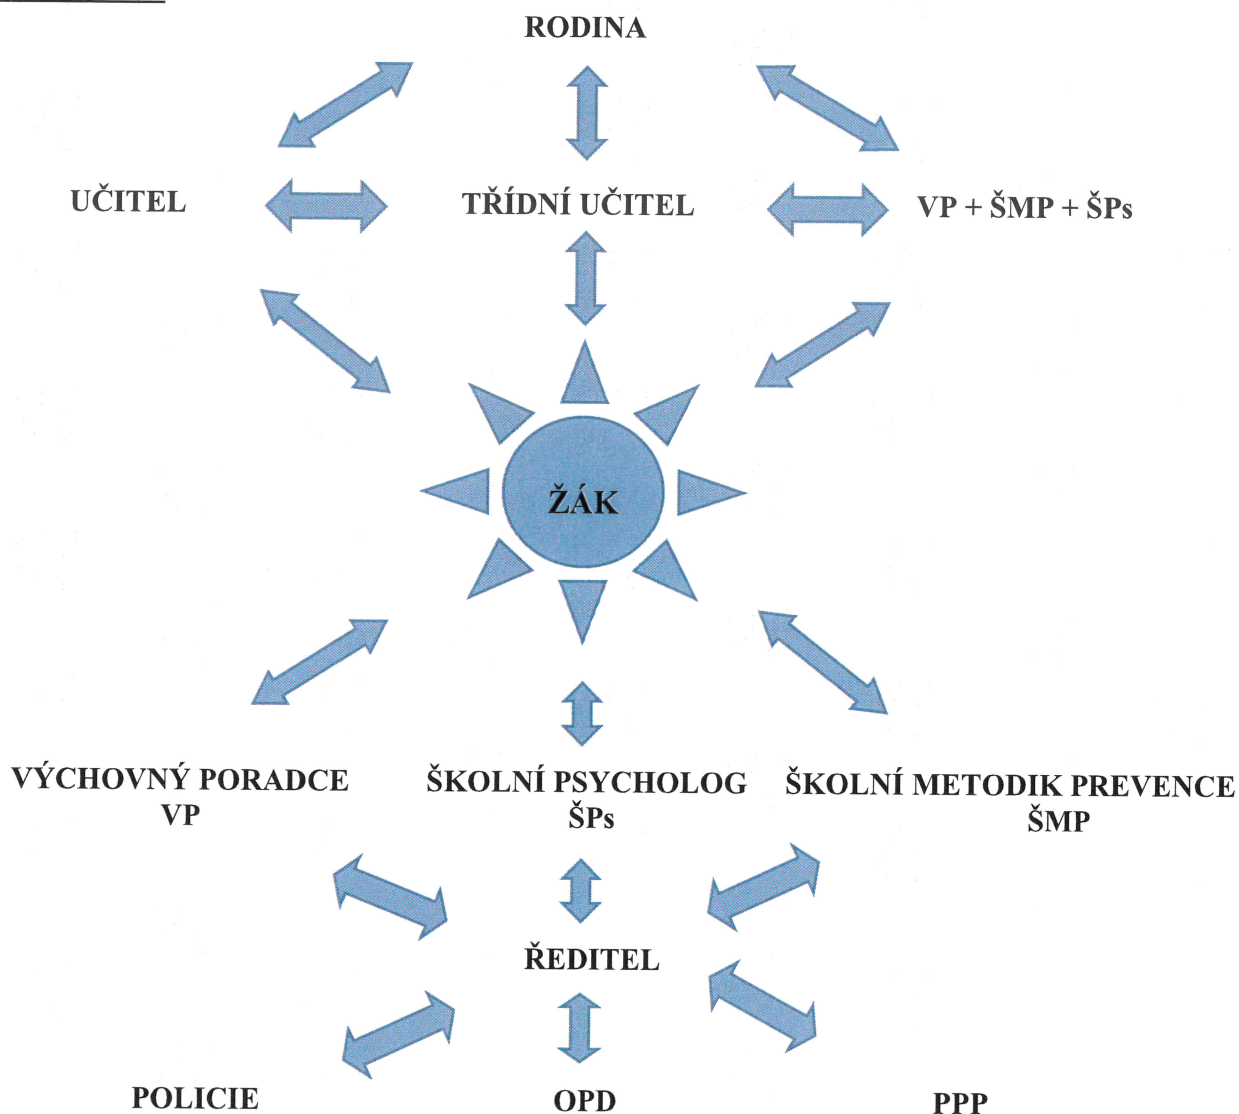 RODINA
UČITEL
TŘÍDNÍ UČITEL
VP + ŠMP + ŠPs
ŽÁK
VÝCHOVNÝ PORADCE
VP
ŠKOLNÍ PSYCHOLOG
ŠPs
ŠKOLNÍ METODIK PREVENCE
ŠMP
ŘEDITEL
POLICIE
OPD
PPP